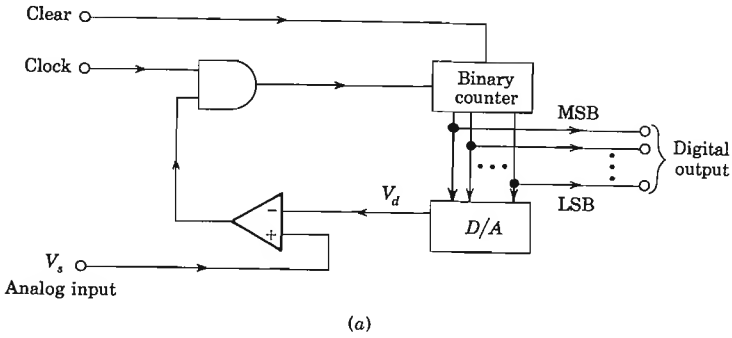 Clear
Clock
Binary
counter
MSB
Digital
output
LSB
V_d
D/A
−
+
V_s
Analog input
(a)